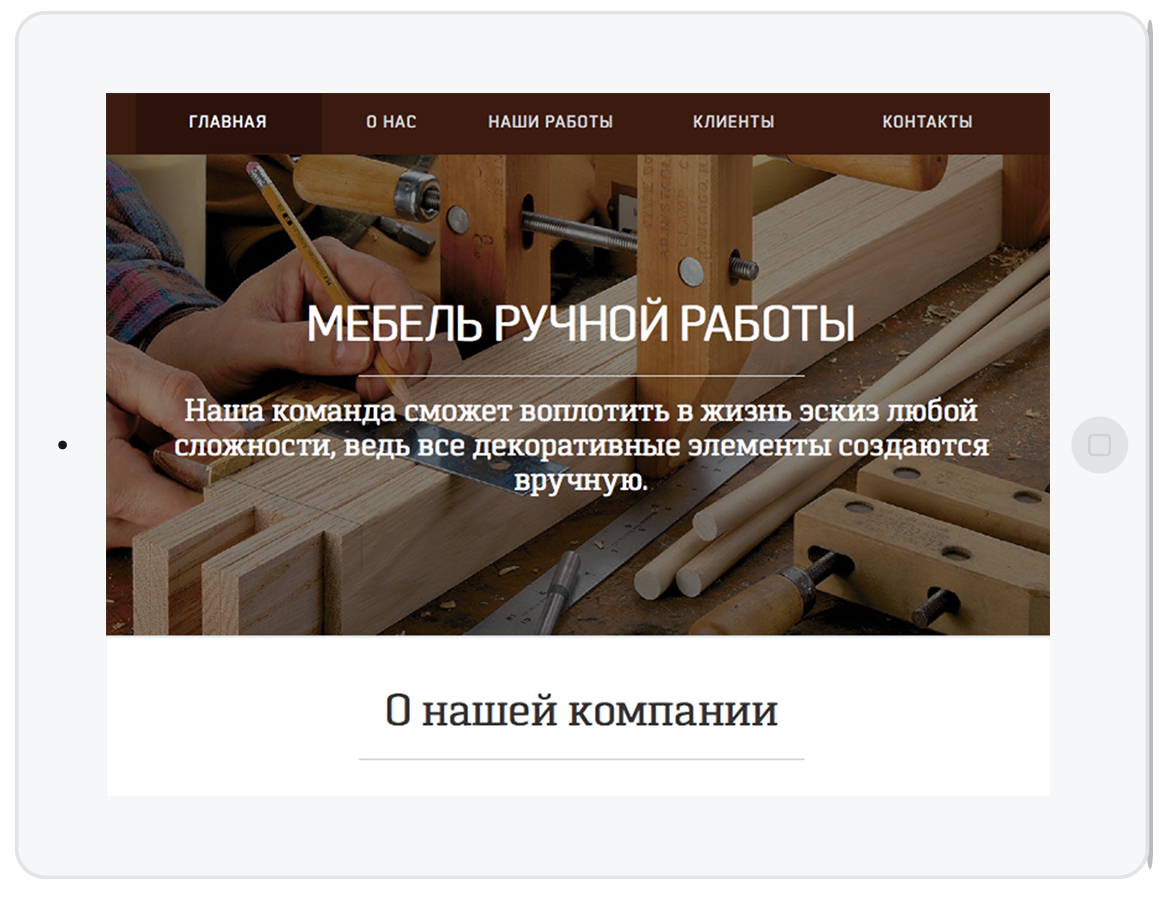 ГЛАВНАЯ О НАС НАШИ РАБОТЫ КЛИЕНТЫ КОНТАКТЫ
МЕБЕЛЬ РУЧНОЙ РАБОТЫ
Наша команда сможет воплотить в жизнь эскиз любой
сложности, ведь все декоративные элементы создаются
вручную.
О нашей компании